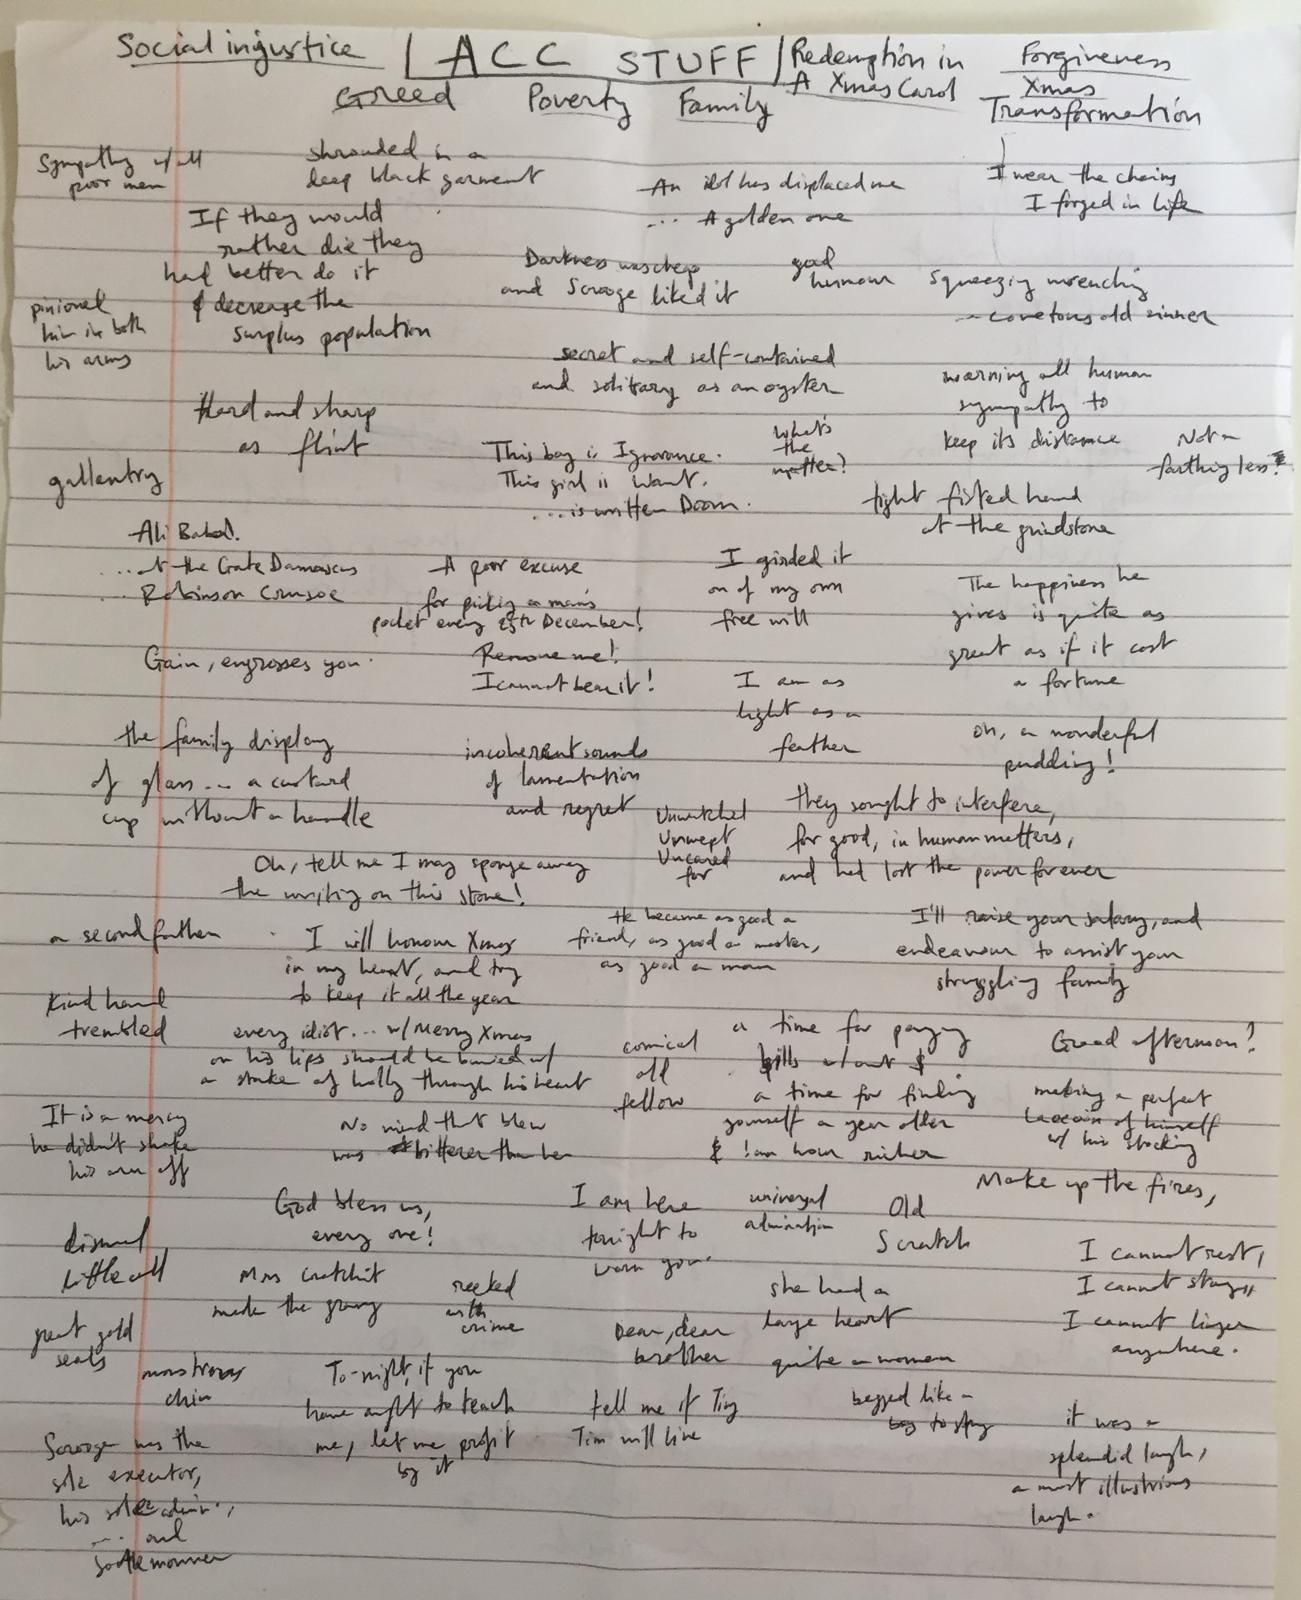 Social injustice
ACC STUFF
Redemption in
A Xmas Carol
Forgiveness
Xmas
Transformation
Greed Poverty Family
Sympathy w/ all
poor men
shrouded in a
deep black garment
An idol has displaced me
... A golden one
I wear the chains
I forged in life
If they would
rather die they
had better do it
& decrease the
surplus population
pinioned
him in both
his arms
Darkness was cheap
and Scrooge liked it
good
humour
squeezing wrenching
... covetous old sinner
secret and self-contained
and solitary as an oyster
warning all human
sympathy to
keep its distance
Hard and sharp
as flint
gallentry
This boy is Ignorance.
This girl is Want.
... is written Doom.
What's
the
matter?
Not a
farthing less
tight fisted hand
at the grindstone
Ali Baba!
... at the Gate Damascus
... Robinson Crusoe
A poor excuse
for picking a man's
pocket every 25th December!
I girded it
on of my own
free will
The happiness he
gives is quite as
great as if it cost
a fortune
Gain, engrosses you.
Remove me!
I cannot bear it!
I am as
light as a
feather
the family display
of glass ... a custard
cup without a handle
incoherent sounds
of lamentation
and regret
oh, a wonderful
pudding!
Unwatched
Unwept
Uncared
for
they sought to interfere,
for good, in human matters,
and had lost the power forever
Oh, tell me I may sponge away
the writing on this stone!
a second father
I will honour Xmas
in my heart, and try
to keep it all the year
He became as good a
friend, as good a master,
as good a man
I'll raise your salary, and
endeavour to assist your
struggling family
Kind hand
trembled
every idiot ... w/ Merry Xmas
on his lips should be buried w/
a stake of holly through his heart
comical
old
fellow
a time for paying
bills w/out $
a time for finding
yourself a year older
& !an hour richer
Good afternoon!
making a perfect
Laocoön of himself
w/ his stocking
It is a mercy
he didn't shake
his arm off
No wind that blew
was bitterer than he
Make up the fires,
God bless us,
every one!
I am here
tonight to
warn you.
universal
admiration
Old
Scratch
dismal
little cell
I cannot rest,
I cannot stay,
I cannot linger
anywhere.
Mrs Cratchit
made the gravy
reeked
with
crime
she had a
large heart
Dear, dear
brother
great gold
seals
quite a woman
monstrous
chin
To-night, if you
have aught to teach
me, let me profit
by it
tell me if Tiny
Tim will live
begged like a
boy to stay
it was a
splendid laugh,
a most illustrious
laugh.
Scrooge was the
sole executor,
his sole admin.,
... and
sole mourner